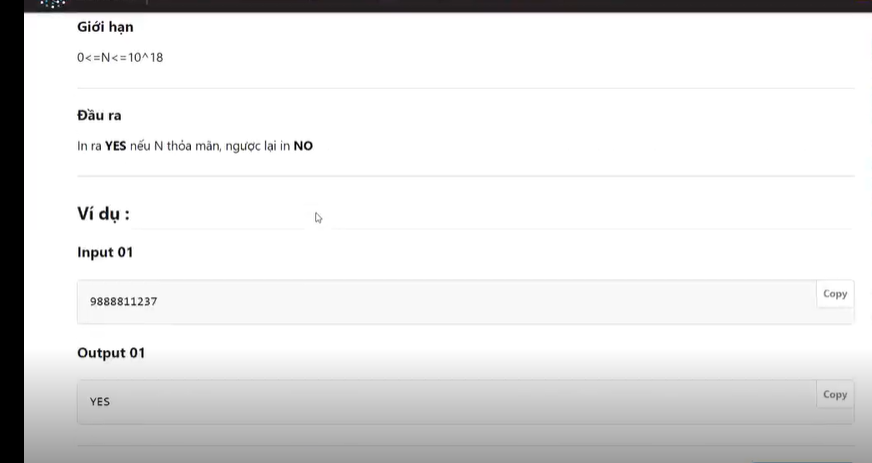 Giới hạn
0<=N<=10^18
Đầu ra
In ra YES nếu N thỏa mãn, ngược lại in NO
Ví dụ :
Input 01
Copy
9888811237
Output 01
Copy
YES